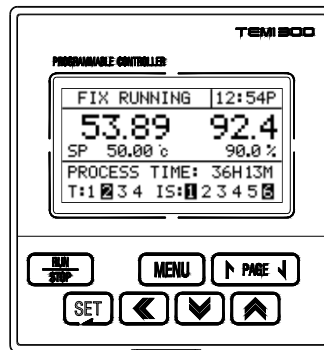 TEMI300
PROGRAMMABLE CONTROLLER
FIX RUNNING 12:54P
53.89 92.4
SP 50.00℃ 90.0%
PROCESS TIME: 36H13M
T:1 2 3 4 IS:1 2 3 4 5 6
RUN
STOP
MENU
PAGE
SET